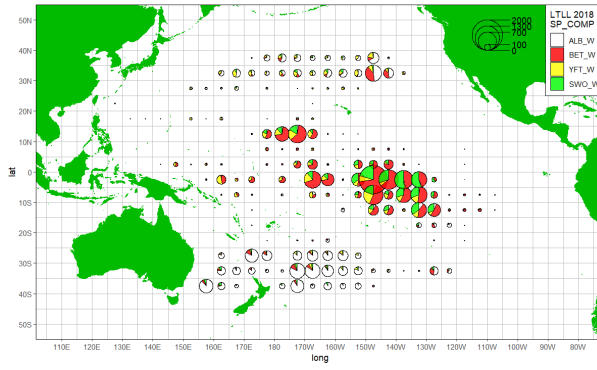 50N
40N
30N
20N
10N
0
10S
20S
30S
40S
50S
lat
110E 120E 130E 140E 150E 160E 170E 180 170W 160W 150W 140W 130W 120W 110W 100W 90W 80W
long
2000
700
100
0
LTLL 2018
SP_COMP
ALB_W
BET_W
YFT_W
SWO_W